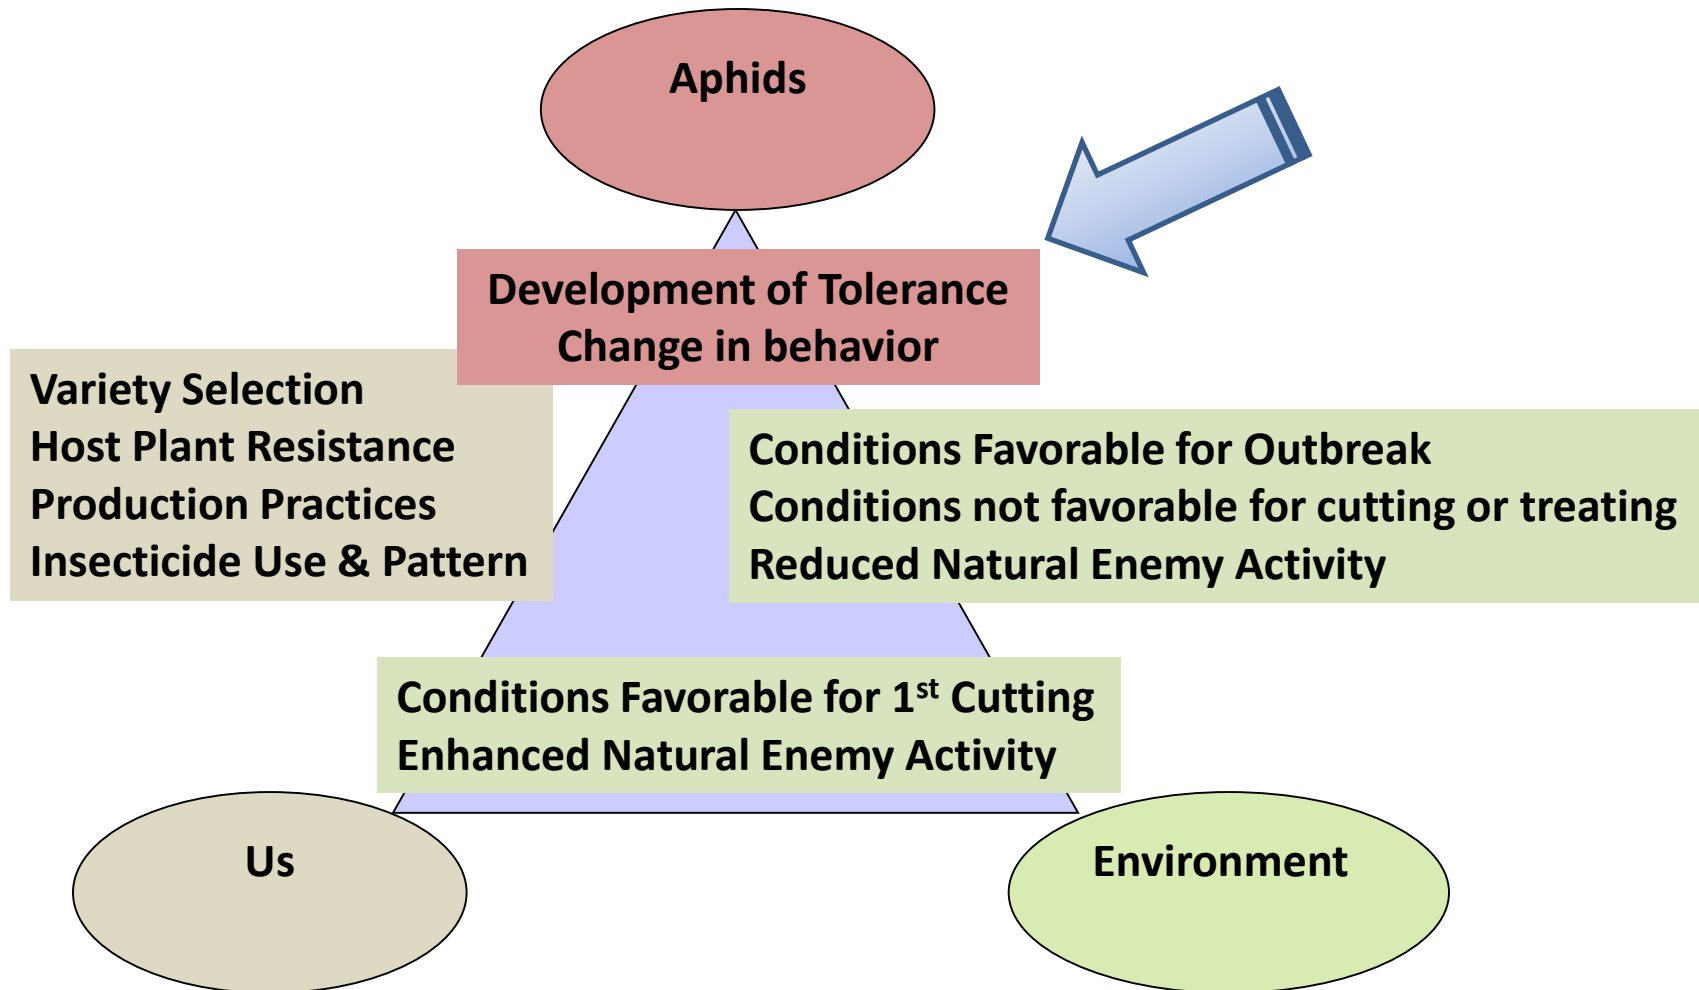 Aphids
Development of Tolerance
Change in behavior
Variety Selection
Host Plant Resistance
Production Practices
Insecticide Use & Pattern
Conditions Favorable for Outbreak
Conditions not favorable for cutting or treating
Reduced Natural Enemy Activity
Conditions Favorable for 1st Cutting
Enhanced Natural Enemy Activity
Us
Environment